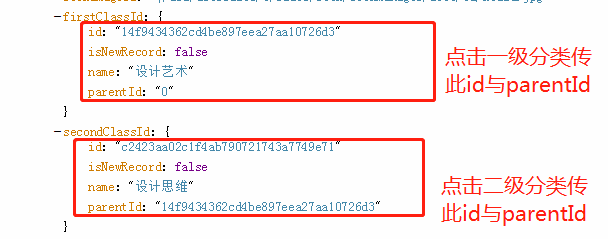 −firstClassId: {
id: "14f9434362cd4be897eea27aa10726d3"
isNewRecord: false
name: "设计艺术"
parentId: "0"
}
点击一级分类传
此id与parentId
−secondClassId: {
id: "c2423aa02c1f4ab790721743a7749e71"
isNewRecord: false
name: "设计思维"
parentId: "14f9434362cd4be897eea27aa10726d3"
}
点击二级分类传
此id与parentId